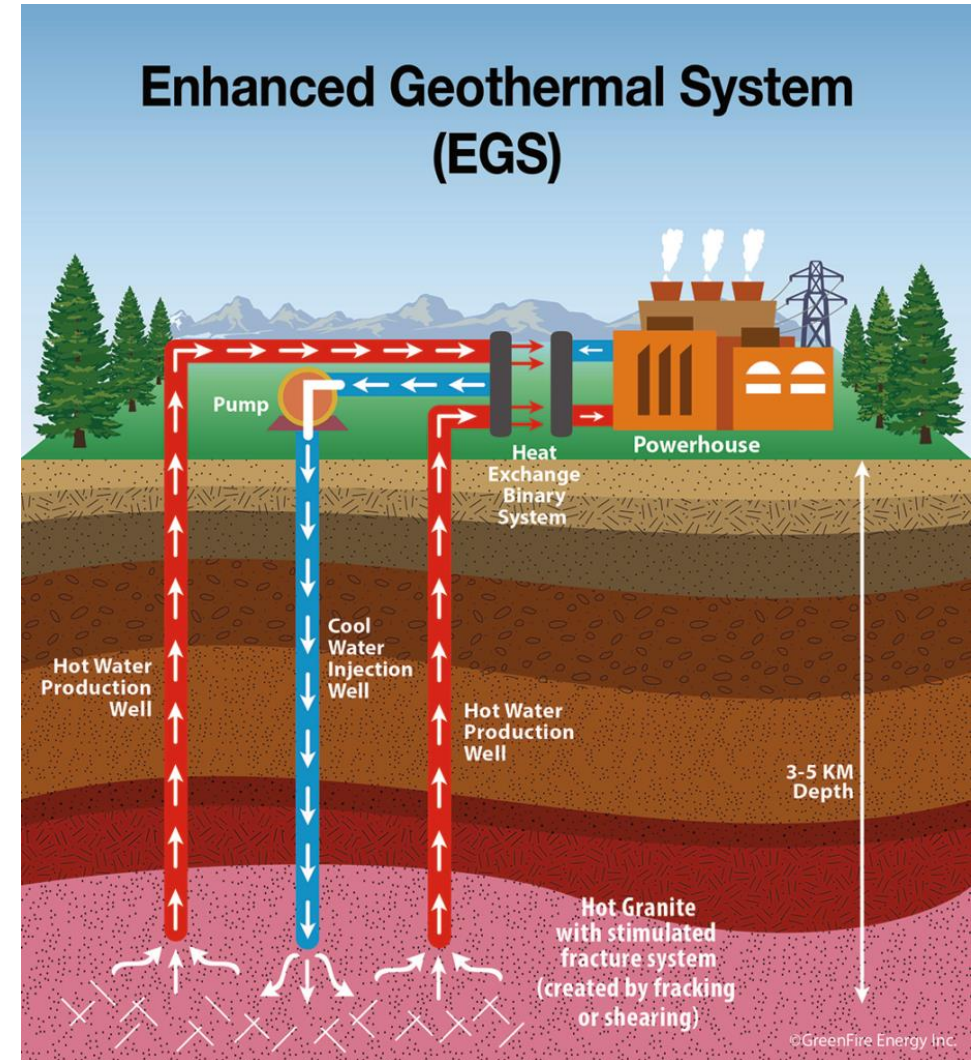 Enhanced Geothermal System
(EGS)
Pump
Heat
Exchange
Binary
System
Powerhouse
Hot Water
Production
Well
Cool
Water
Injection
Well
Hot Water
Production
Well
3-5 KM
Depth
Hot Granite
with stimulated
fracture system
(created by fracking
or shearing)
©GreenFire Energy Inc.